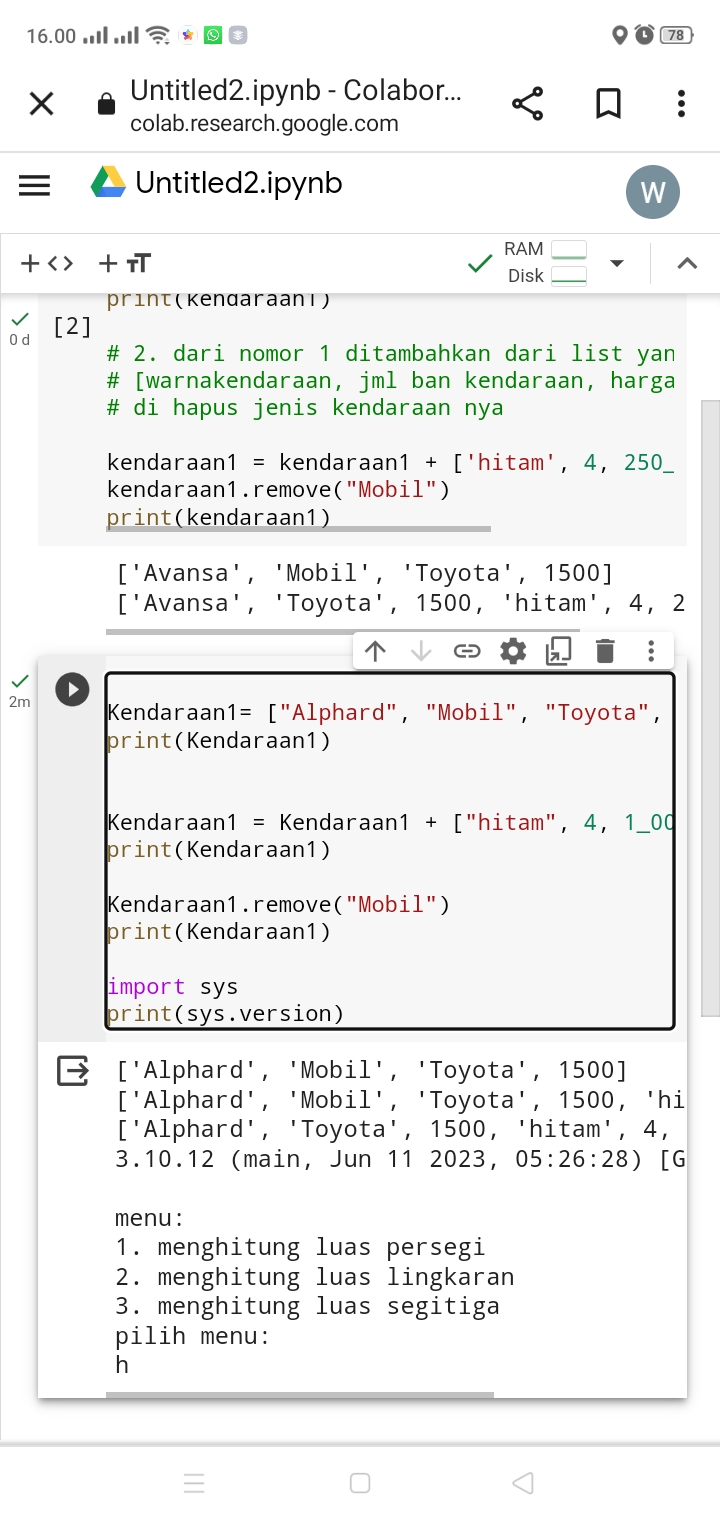 16.00
78
Untitled2.ipynb - Colabor...
colab.research.google.com
Untitled2.ipynb
W
RAM
Disk
print(kendaraan1)
[2]
0 d
# 2. dari nomor 1 ditambahkan dari list yan
# [warnakendaraan, jml ban kendaraan, harga
# di hapus jenis kendaraan nya
kendaraan1 = kendaraan1 + ['hitam', 4, 250_
kendaraan1.remove("Mobil")
print(kendaraan1)
['Avansa', 'Mobil', 'Toyota', 1500]
['Avansa', 'Toyota', 1500, 'hitam', 4, 2
2m
Kendaraan1= ["Alphard", "Mobil", "Toyota",
print(Kendaraan1)
Kendaraan1 = Kendaraan1 + ["hitam", 4, 1_00
print(Kendaraan1)
Kendaraan1.remove("Mobil")
print(Kendaraan1)
import sys
print(sys.version)
['Alphard', 'Mobil', 'Toyota', 1500]
['Alphard', 'Mobil', 'Toyota', 1500, 'hi
['Alphard', 'Toyota', 1500, 'hitam', 4,
3.10.12 (main, Jun 11 2023, 05:26:28) [G
menu:
1. menghitung luas persegi
2. menghitung luas lingkaran
3. menghitung luas segitiga
pilih menu:
h